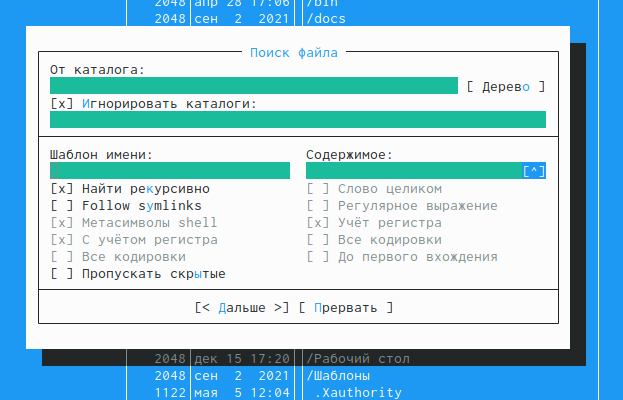 2048 апр 28 17:06 /bin
2048 сен 2 2021 /docs
Поиск файла
От каталога:
[ Дерево ]
[x] Игнорировать каталоги:
Шаблон имени: Содержимое:
[^]
[x] Найти рекурсивно [ ] Слово целиком
[ ] Follow symlinks [ ] Регулярное выражение
[x] Метасимволы shell [x] Учёт регистра
[x] С учётом регистра [ ] Все кодировки
[ ] Все кодировки [ ] До первого вхождения
[ ] Пропускать скрытые
[< Дальше >] [ Прервать ]
2048 дек 15 17:20 /Рабочий стол
2048 сен 2 2021 /Шаблоны
1122 мая 5 12:04 .Xauthority